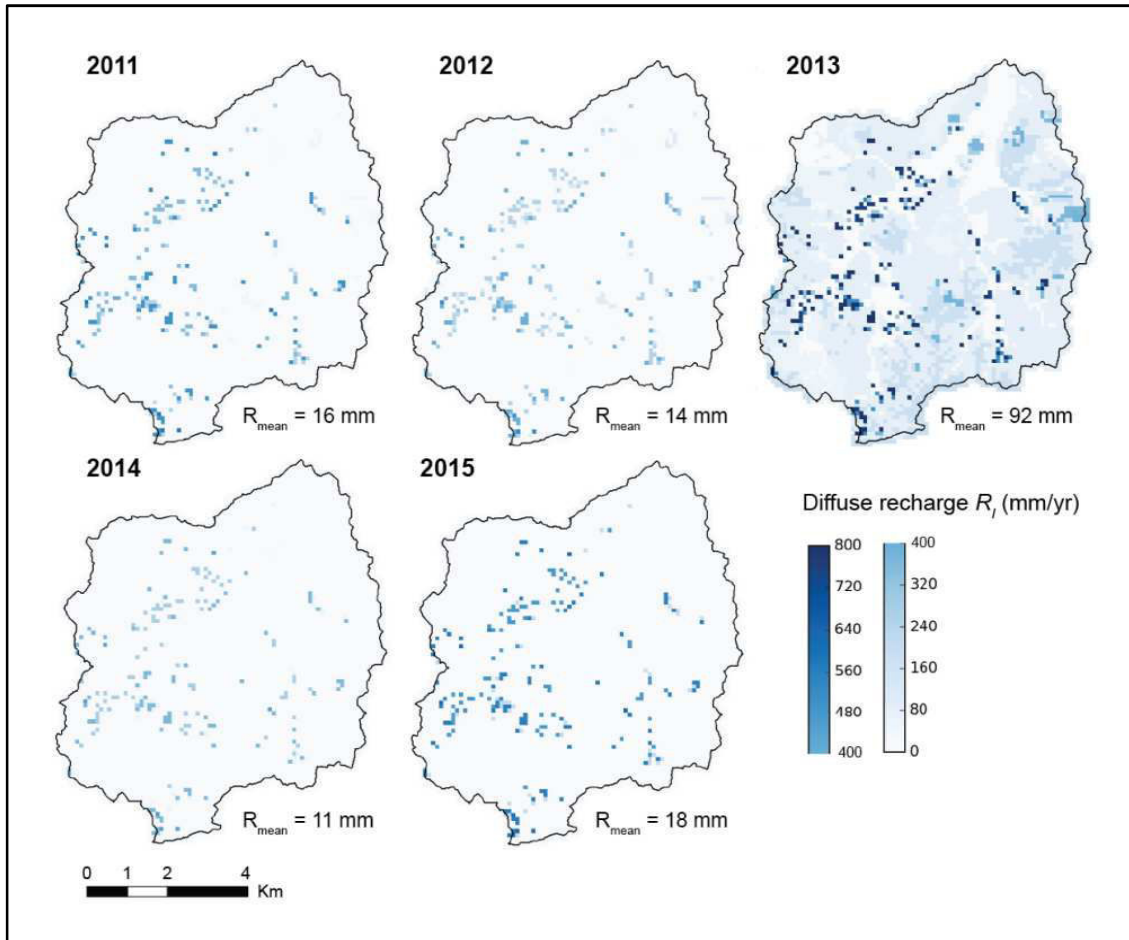 2011
2012
2013
R_mean = 16 mm
R_mean = 14 mm
R_mean = 92 mm
2014
2015
Diffuse recharge R_I (mm/yr)
800 400
720 320
640 240
560 160
480 80
400 0
R_mean = 11 mm
R_mean = 18 mm
0 1 2 4
Km